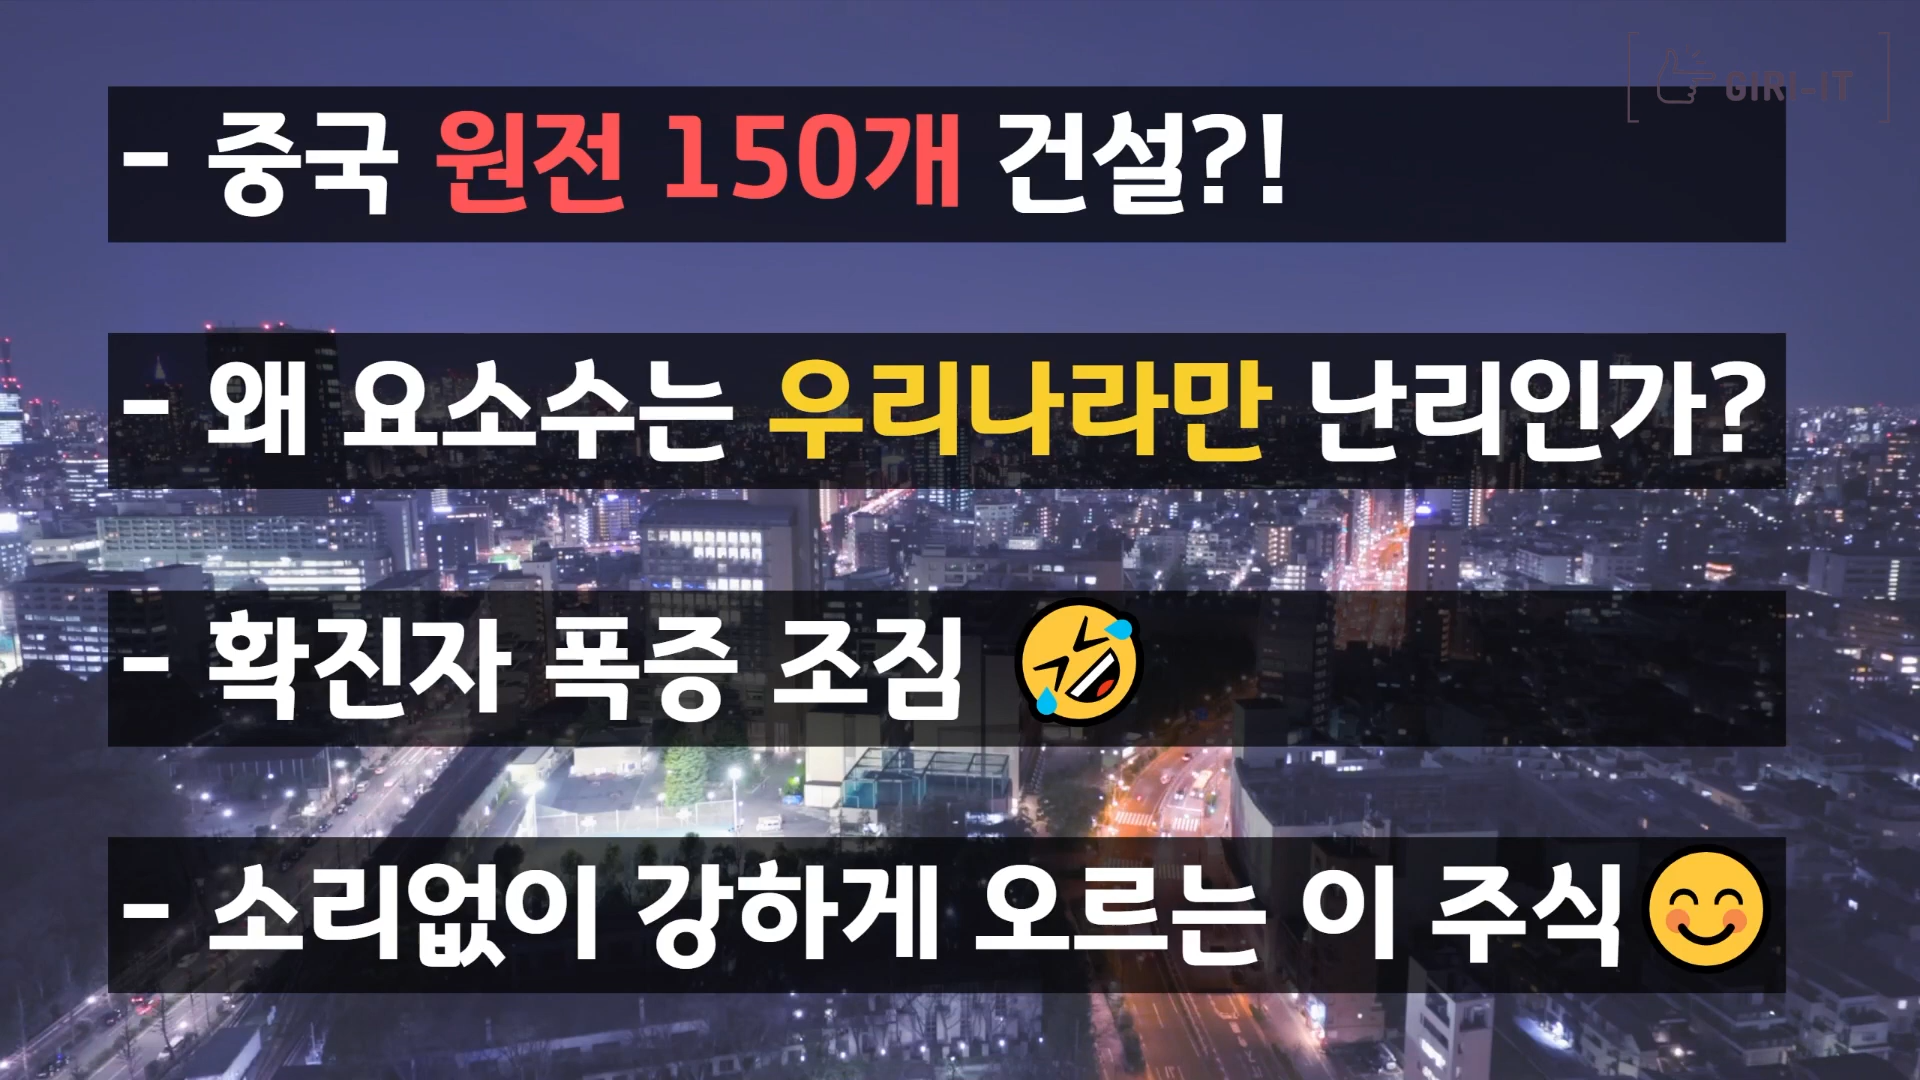 GIRI-IT
- 중국 원전 150개 건설?!
- 왜 요소수는 우리나라만 난리인가?
- 확진자 폭증 조짐 🤣
- 소리없이 강하게 오르는 이 주식😊